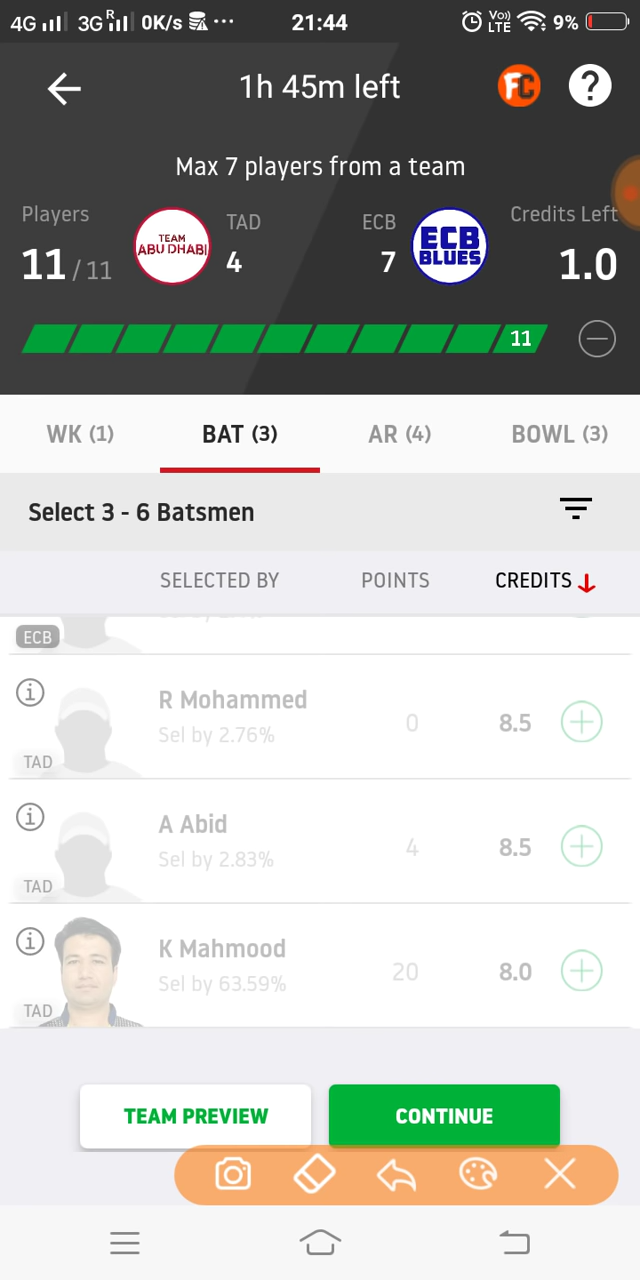 4G 3G R 0K/s ... 21:44 Vo) LTE 9%
1h 45m left FC ?
Max 7 players from a team
Players TAD ECB Credits Left
TEAM ABU DHABI ECB BLUES
11 / 11 4 7 1.0
11
WK (1) BAT (3) AR (4) BOWL (3)
Select 3 - 6 Batsmen
SELECTED BY POINTS CREDITS
ECB
R Mohammed
Sel by 2.76% 0 8.5
TAD
A Abid
Sel by 2.83% 4 8.5
TAD
K Mahmood
Sel by 63.59% 20 8.0
TAD
TEAM PREVIEW CONTINUE